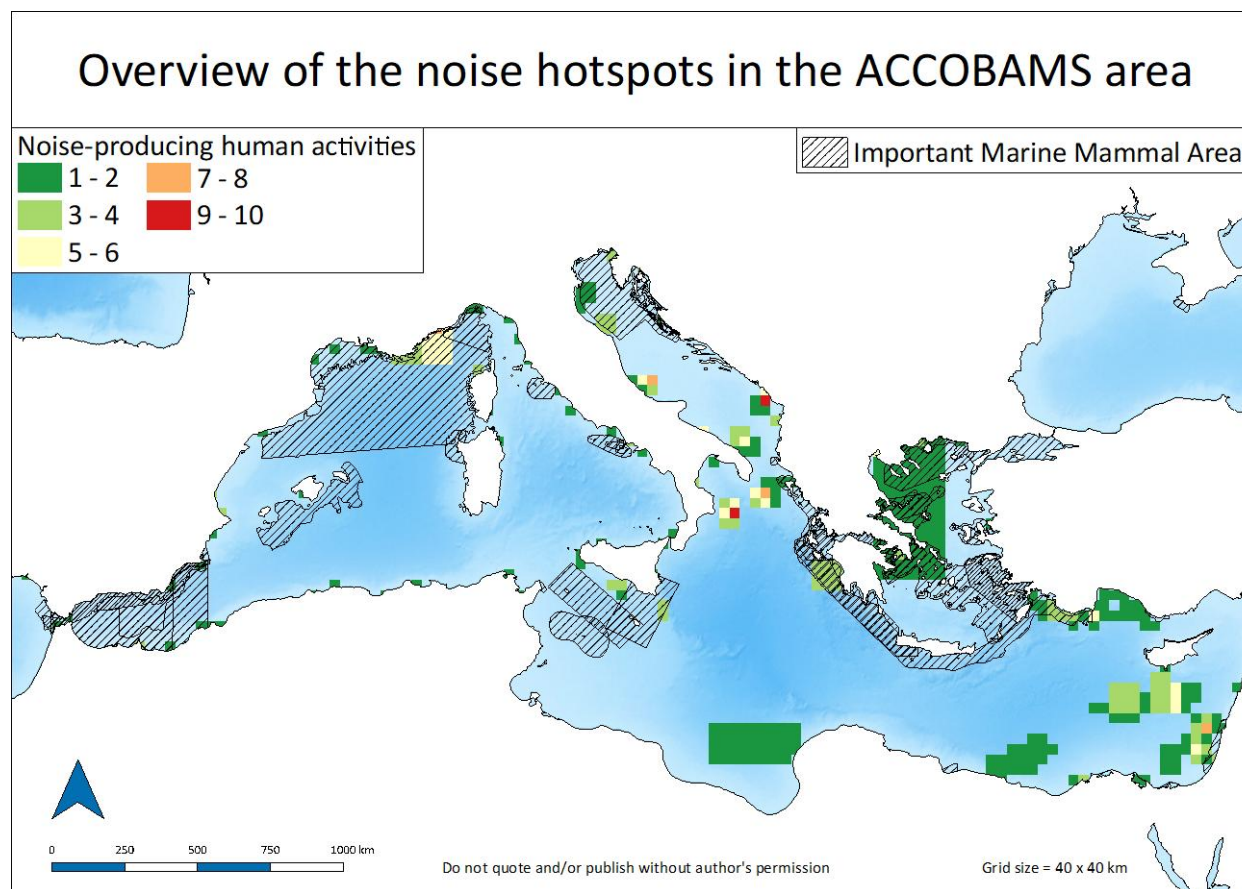 Overview of the noise hotspots in the ACCOBAMS area
Noise-producing human activities
1 - 2
7 - 8
3 - 4
9 - 10
5 - 6
Important Marine Mammal Area
0 250 500 750 1000 km
Do not quote and/or publish without author's permission
Grid size = 40 x 40 km